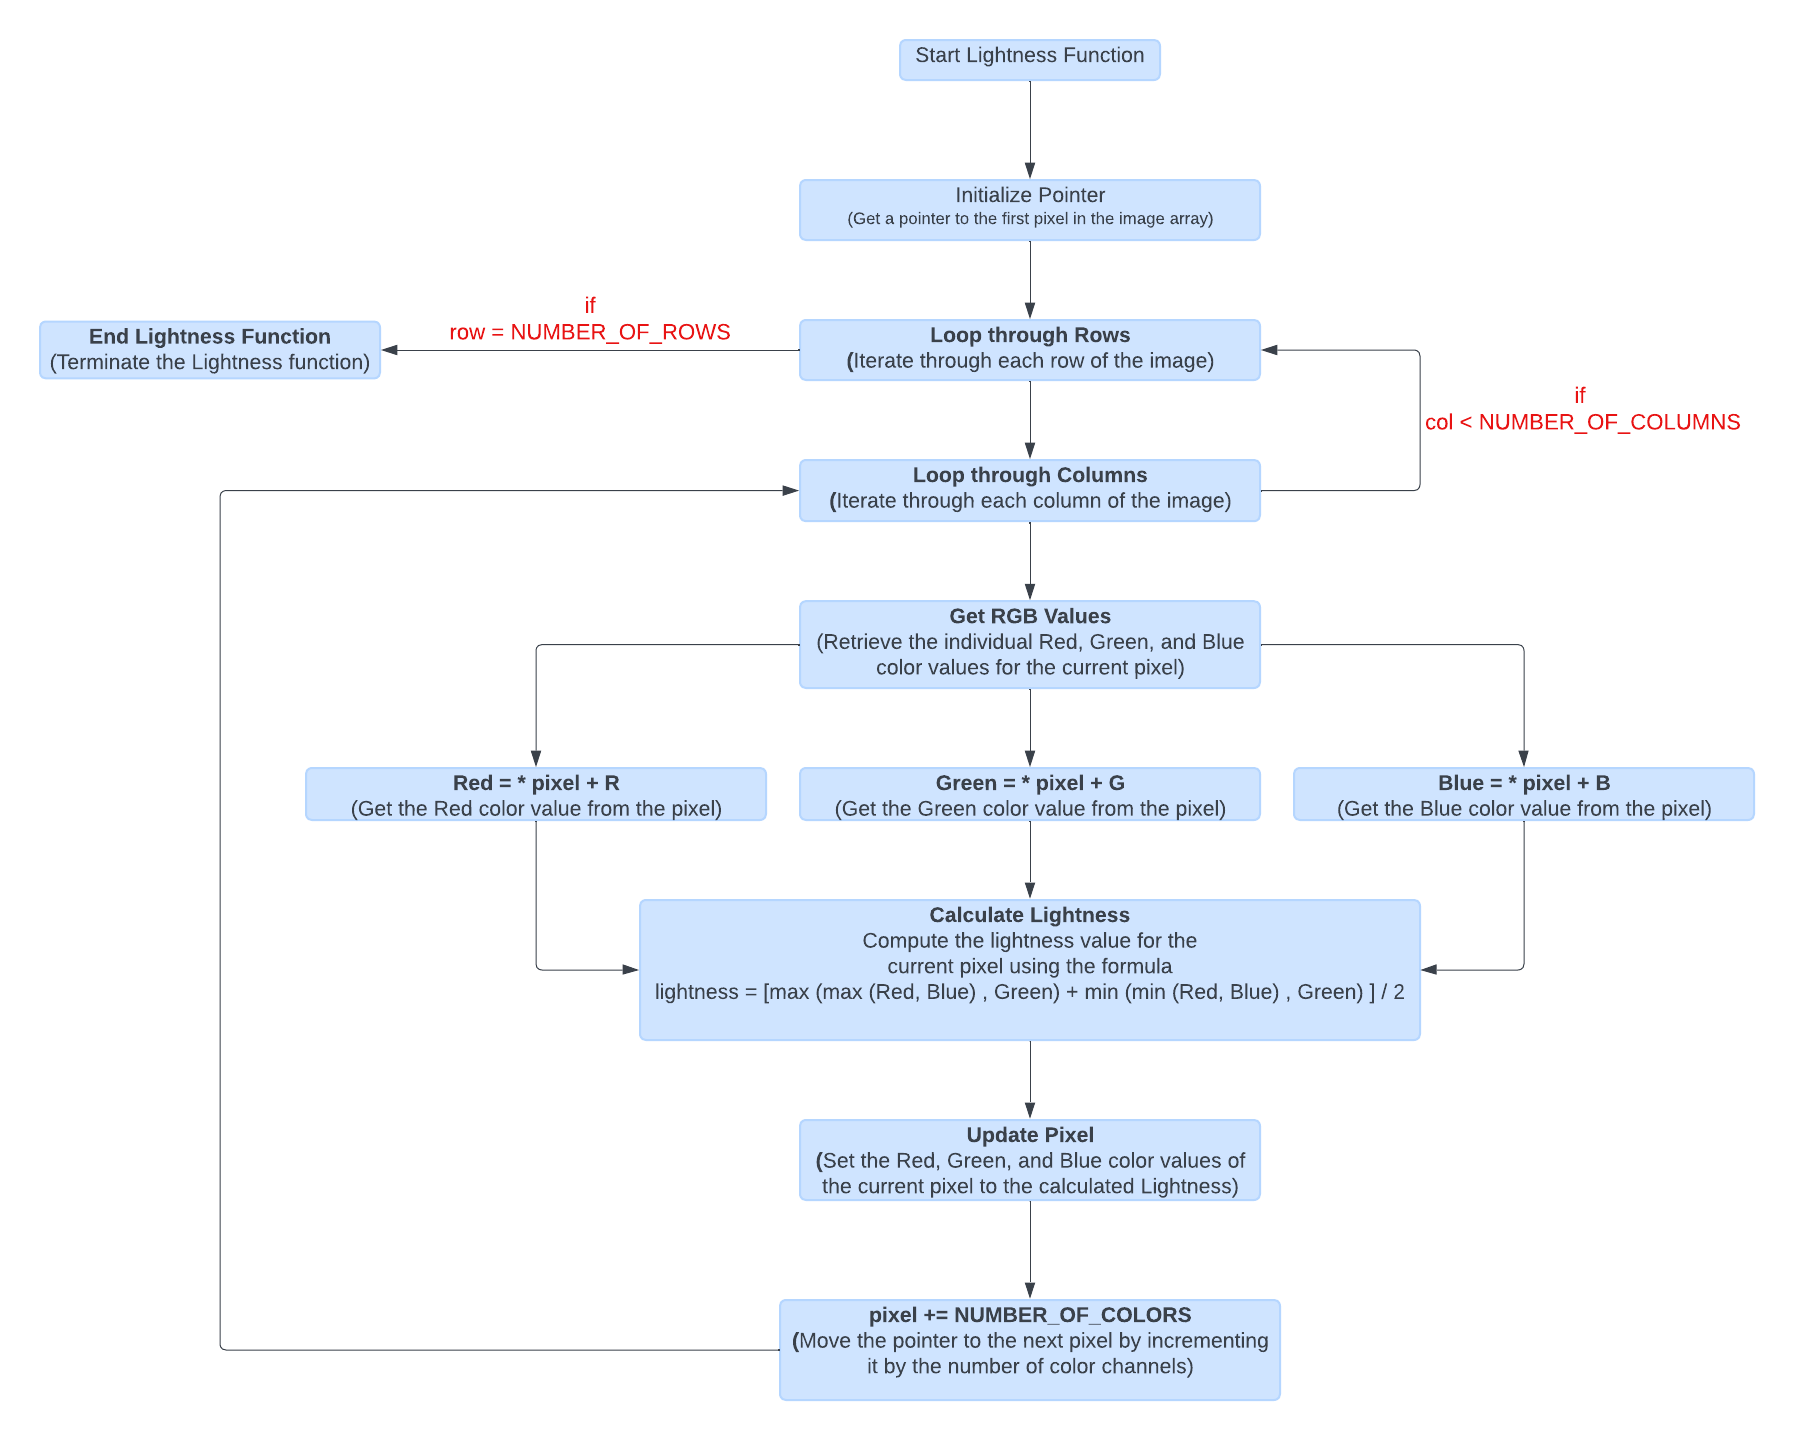 Start Lightness Function
Initialize Pointer
(Get a pointer to the first pixel in the image array)
if
row = NUMBER_OF_ROWS
End Lightness Function
(Terminate the Lightness function)
Loop through Rows
(Iterate through each row of the image)
if
col < NUMBER_OF_COLUMNS
Loop through Columns
(Iterate through each column of the image)
Get RGB Values
(Retrieve the individual Red, Green, and Blue
color values for the current pixel)
Red = * pixel + R
(Get the Red color value from the pixel)
Green = * pixel + G
(Get the Green color value from the pixel)
Blue = * pixel + B
(Get the Blue color value from the pixel)
Calculate Lightness
Compute the lightness value for the
current pixel using the formula
lightness = [max (max (Red, Blue) , Green) + min (min (Red, Blue) , Green) ] / 2
Update Pixel
(Set the Red, Green, and Blue color values of
the current pixel to the calculated Lightness)
pixel += NUMBER_OF_COLORS
(Move the pointer to the next pixel by incrementing
it by the number of color channels)